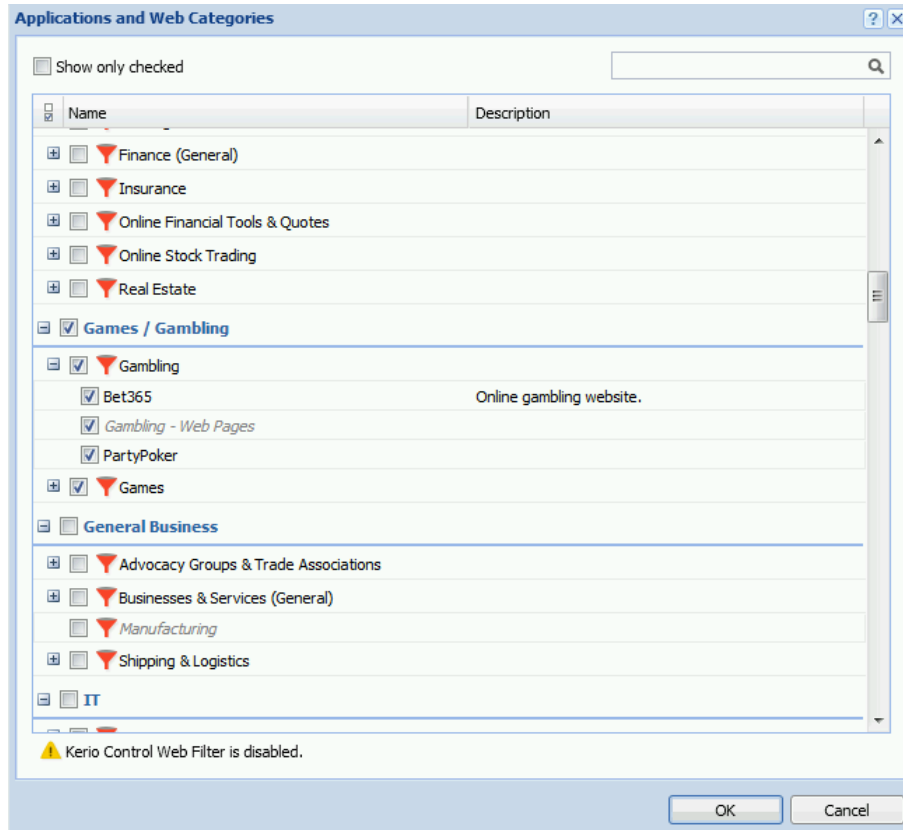 Applications and Web Categories
Show only checked
Name Description
Finance (General)
Insurance
Online Financial Tools & Quotes
Online Stock Trading
Real Estate
Games / Gambling
Gambling
Bet365 Online gambling website.
Gambling - Web Pages
PartyPoker
Games
General Business
Advocacy Groups & Trade Associations
Businesses & Services (General)
Manufacturing
Shipping & Logistics
IT
Kerio Control Web Filter is disabled.
OK Cancel